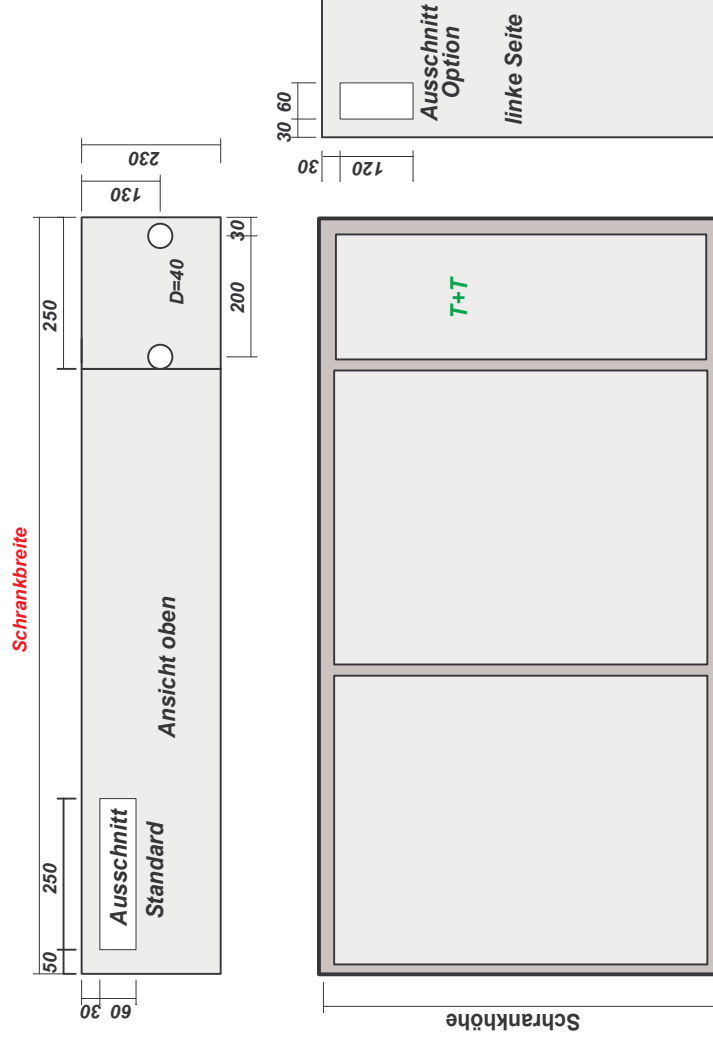 Schrankbreite
50
250
250
30
60
Ausschnitt
Standard
Ansicht oben
D=40
130
230
200
30
30
60
30
120
Ausschnitt
Option
linke Seite
T+T
Schrankhöhe